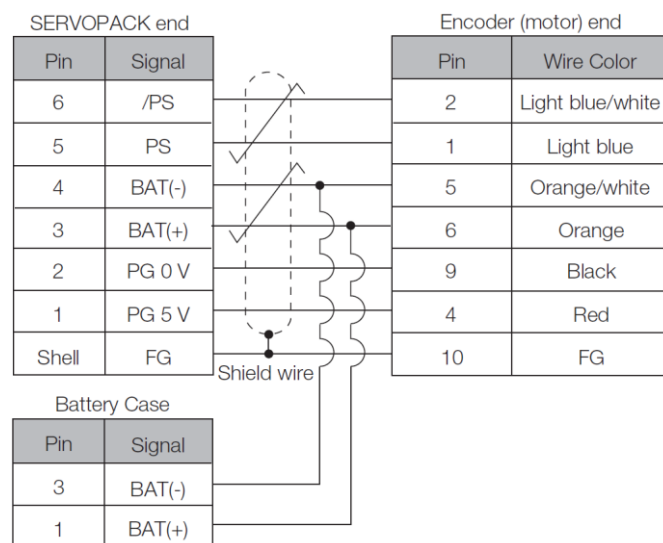 SERVOPACK end Encoder (motor) end
Pin Signal Pin Wire Color
6 /PS 2 Light blue/white
5 PS 1 Light blue
4 BAT(-) 5 Orange/white
3 BAT(+) 6 Orange
2 PG 0 V 9 Black
1 PG 5 V 4 Red
Shell FG 10 FG
Shield wire
Battery Case
Pin Signal
3 BAT(-)
1 BAT(+)